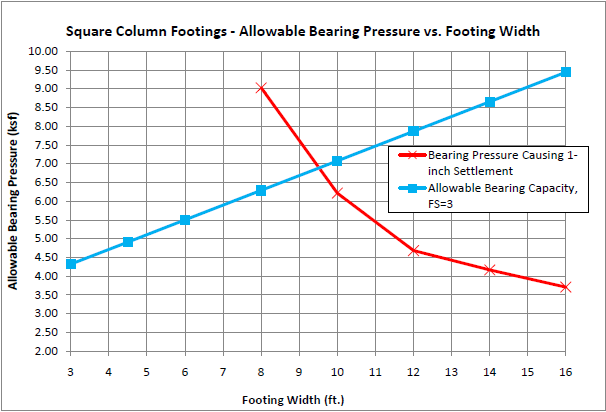 Square Column Footings - Allowable Bearing Pressure vs. Footing Width
Allowable Bearing Pressure (ksf)
10.00
9.50
9.00
8.50
8.00
7.50
7.00
6.50
6.00
5.50
5.00
4.50
4.00
3.50
3.00
2.50
2.00
Bearing Pressure Causing 1-
inch Settlement
Allowable Bearing Capacity,
FS=3
3 4 5 6 7 8 9 10 11 12 13 14 15 16
Footing Width (ft.)